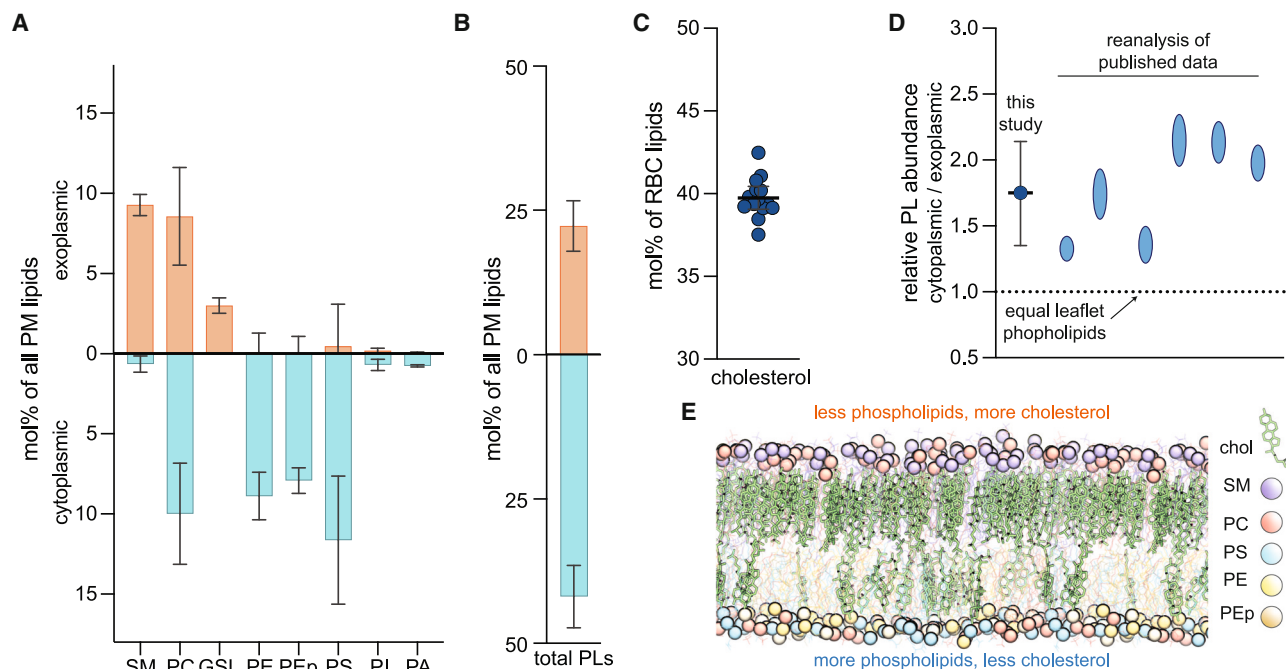 A
mol% of all PM lipids
exoplasmic
cytoplasmic
15
10
5
0
5
10
15
SM PC GSL PE PEp PS PI PA
B
mol% of all PM lipids
50
25
0
25
50
total PLs
C
mol% of RBC lipids
50
45
40
35
30
cholesterol
D
relative PL abundance
cytopalsmic / exoplasmic
3.0
2.5
2.0
1.5
1.0
0.5
reanalysis of
published data
this
study
equal leaflet
phopholipids
E
less phospholipids, more cholesterol
chol
SM
PC
PS
PE
PEp
more phospholipids, less cholesterol